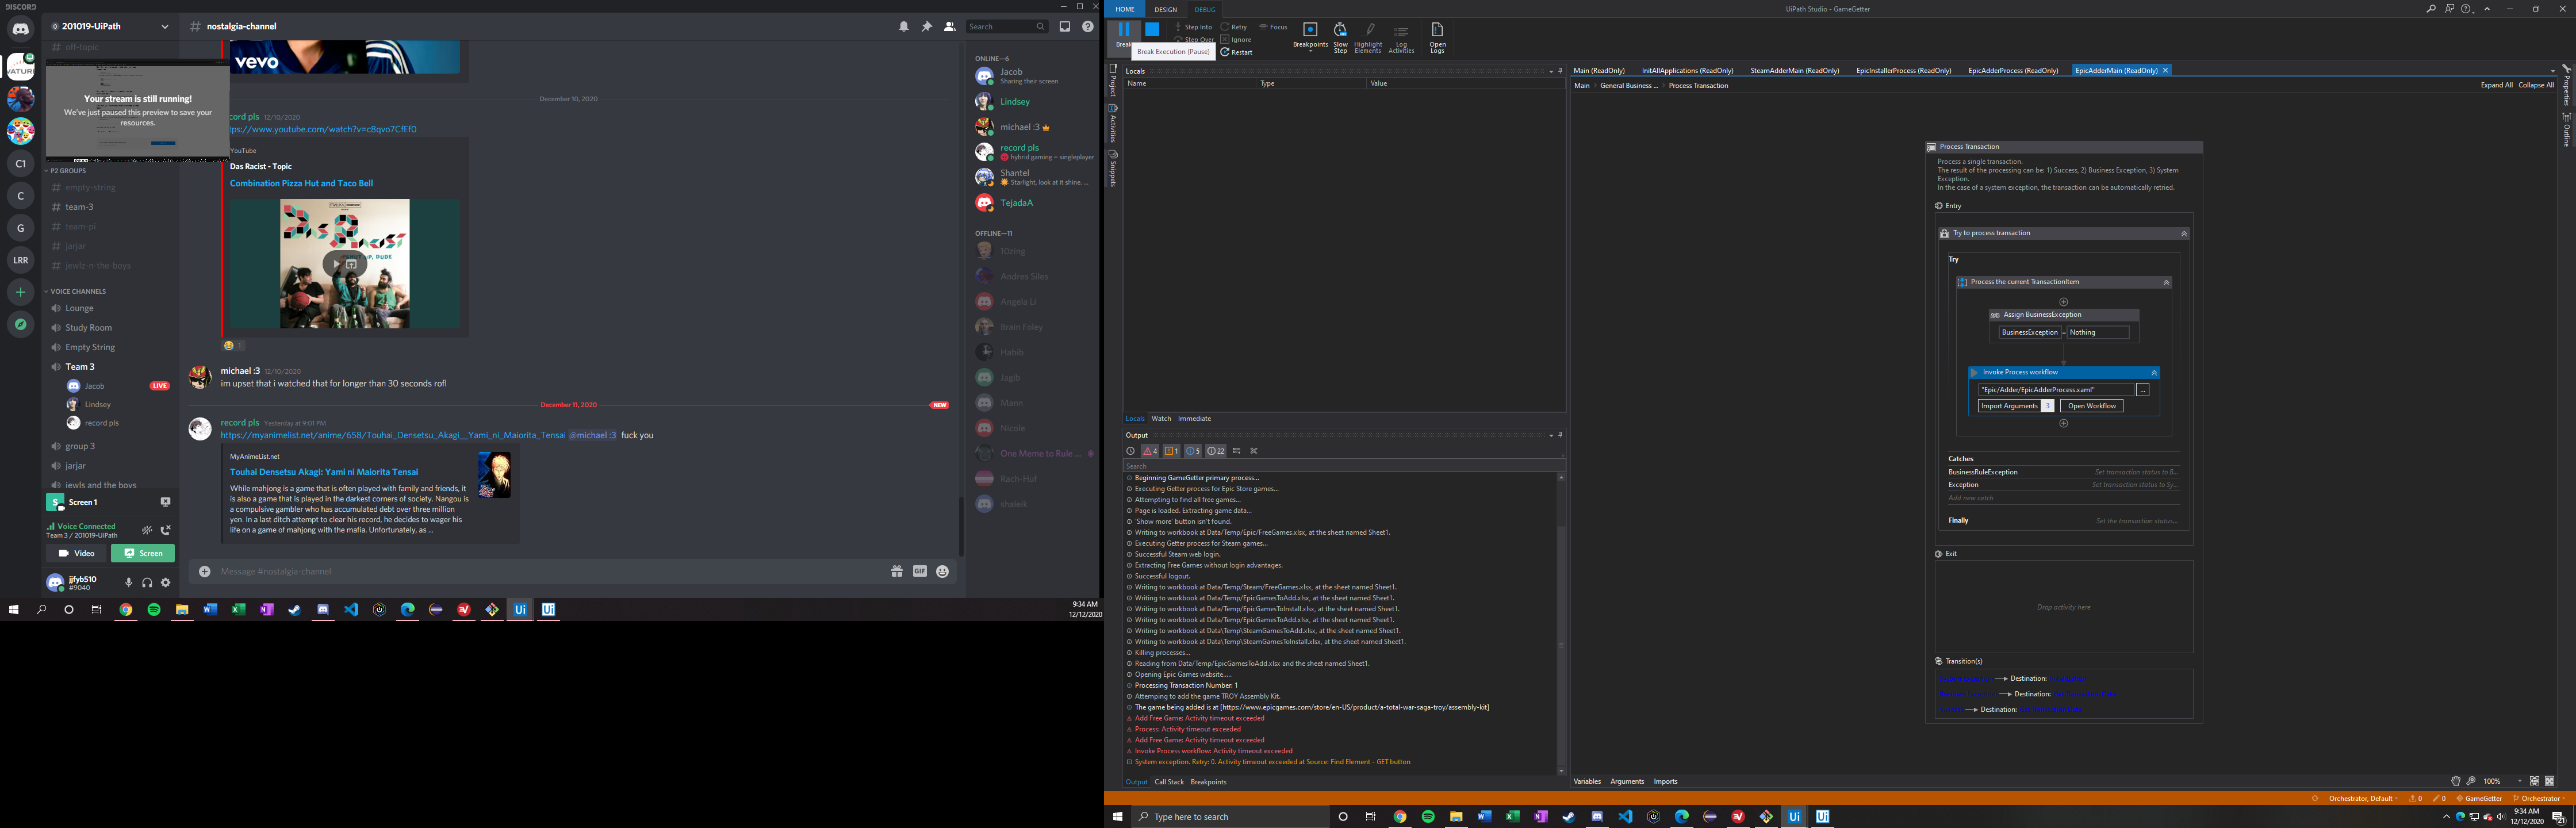 DISCORD
201019-UiPath
# off-topic
Your stream is still running!
We've just paused this preview to save your
resources.
P2 GROUPS
# empty-string
# team-3
# team-pi
# jarjar
# jewlz-n-the-boys
VOICE CHANNELS
Lounge
Study Room
Empty String
Team 3
Jacob LIVE
Lindsey
record pls
group 3
jarjar
jewls and the boys
Screen 1
Voice Connected
Team 3 / 201019-UiPath
Video Screen
jjfyb510
#9040
C1
C
G
LRR
# nostalgia-channel
Search
vevo
December 10, 2020
cord pls 12/10/2020
ps://www.youtube.com/watch?v=c8qvo7CfEf0
YouTube
Das Racist - Topic
Combination Pizza Hut and Taco Bell
1
michael :3 12/10/2020
im upset that i watched that for longer than 30 seconds rofl
December 11, 2020 NEW
record pls Yesterday at 9:01 PM
https://myanimelist.net/anime/658/Touhai_Densetsu_Akagi__Yami_ni_Maiorita_Tensai @michael :3 fuck you
MyAnimeList.net
Touhai Densetsu Akagi: Yami ni Maiorita Tensai
While mahjong is a game that is often played with family and friends, it
is also a game that is played in the darkest corners of society. Nangou is
a compulsive gambler who has accumulated debt over three million
yen. In a last ditch attempt to clear his record, he decides to wager his
life on a game of mahjong with the mafia. Unfortunately, as ...
Message #nostalgia-channel
GIF
ONLINE—6
Jacob
Sharing their screen
Lindsey
michael :3
record pls
hybrid gaming = singleplayer
Shantel
Starlight, look at it shine. ...
TejadaA
OFFLINE—11
10zing
Andres Siles
Angela Li
Brain Foley
Habib
Jagib
Mann
Nicole
One Meme to Rule ...
Rach-Huf
shaleik
9:34 AM
12/12/2020
HOME DESIGN DEBUG
UiPath Studio - GameGetter
Break
Step Into
Step Over
Retry
Ignore
Restart
Focus
Breakpoints
Slow
Step
Highlight
Elements
Log
Activities
Open
Logs
Break Execution (Pause)
Project
Activities
Snippets
Locals
Name Type Value
Locals Watch Immediate
Output
4 1 5 22
Search
Beginning GameGetter primary process...
Executing Getter process for Epic Store games...
Attempting to find all free games...
Page is loaded. Extracting game data...
'Show more' button isn't found.
Writing to workbook at Data/Temp/Epic/FreeGames.xlsx, at the sheet named Sheet1.
Executing Getter process for Steam games...
Successful Steam web login.
Extracting Free Games without login advantages.
Successful logout.
Writing to workbook at Data/Temp/Steam/FreeGames.xlsx, at the sheet named Sheet1.
Writing to workbook at Data/Temp/EpicGamesToAdd.xlsx, at the sheet named Sheet1.
Writing to workbook at Data/Temp/EpicGamesToInstall.xlsx, at the sheet named Sheet1.
Writing to workbook at Data/Temp/EpicGamesToAdd.xlsx, at the sheet named Sheet1.
Writing to workbook at Data\Temp\SteamGamesToAdd.xlsx, at the sheet named Sheet1.
Writing to workbook at Data\Temp\SteamGamesToInstall.xlsx, at the sheet named Sheet1.
Killing processes...
Reading from Data/Temp/EpicGamesToAdd.xlsx and the sheet named Sheet1.
Opening Epic Games website.....
Processing Transaction Number: 1
Attemping to add the game TROY Assembly Kit.
The game being added is at [https://www.epicgames.com/store/en-US/product/a-total-war-saga-troy/assembly-kit]
Add Free Game: Activity timeout exceeded
Process: Activity timeout exceeded
Add Free Game: Activity timeout exceeded
Invoke Process workflow: Activity timeout exceeded
System exception. Retry: 0. Activity timeout exceeded at Source: Find Element - GET button
Output Call Stack Breakpoints
Main (ReadOnly) InitAllApplications (ReadOnly) SteamAdderMain (ReadOnly) EpicInstallerProcess (ReadOnly) EpicAdderProcess (ReadOnly) EpicAdderMain (ReadOnly)
Main General Business ... Process Transaction
Expand All Collapse All
Process Transaction
Process a single transaction.
The result of the processing can be: 1) Success, 2) Business Exception, 3) System
Exception.
In the case of a system exception, the transaction can be automatically retried.
Entry
Try to process transaction
Try
Process the current TransactionItem
Assign BusinessException
BusinessException = Nothing
Invoke Process workflow
"Epic/Adder/EpicAdderProcess.xaml" ...
Import Arguments 3 Open Workflow
Catches
BusinessRuleException Set transaction status to B...
Exception Set transaction status to Sy...
Add new catch
Finally Set the transaction status...
Exit
Drop activity here
Transition(s)
Destination:
Destination:
Destination:
Variables Arguments Imports
100%
Properties
Outline
Orchestrator, Default
0
0
GameGetter
Orchestrator
Type here to search
9:34 AM
12/12/2020
21